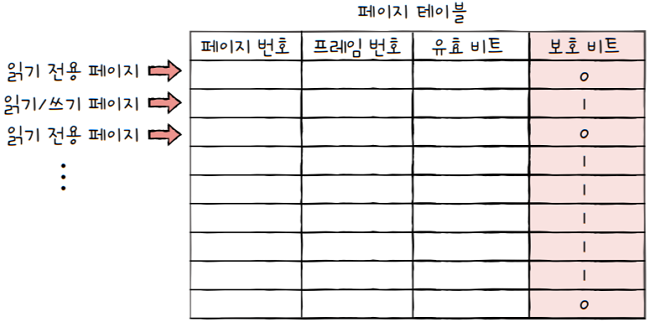 페이지 테이블
페이지 번호 프레임 번호 유효 비트 보호 비트
읽기 전용 페이지 0
읽기/쓰기 페이지 1
읽기 전용 페이지 0
1
1
1
1
1
0